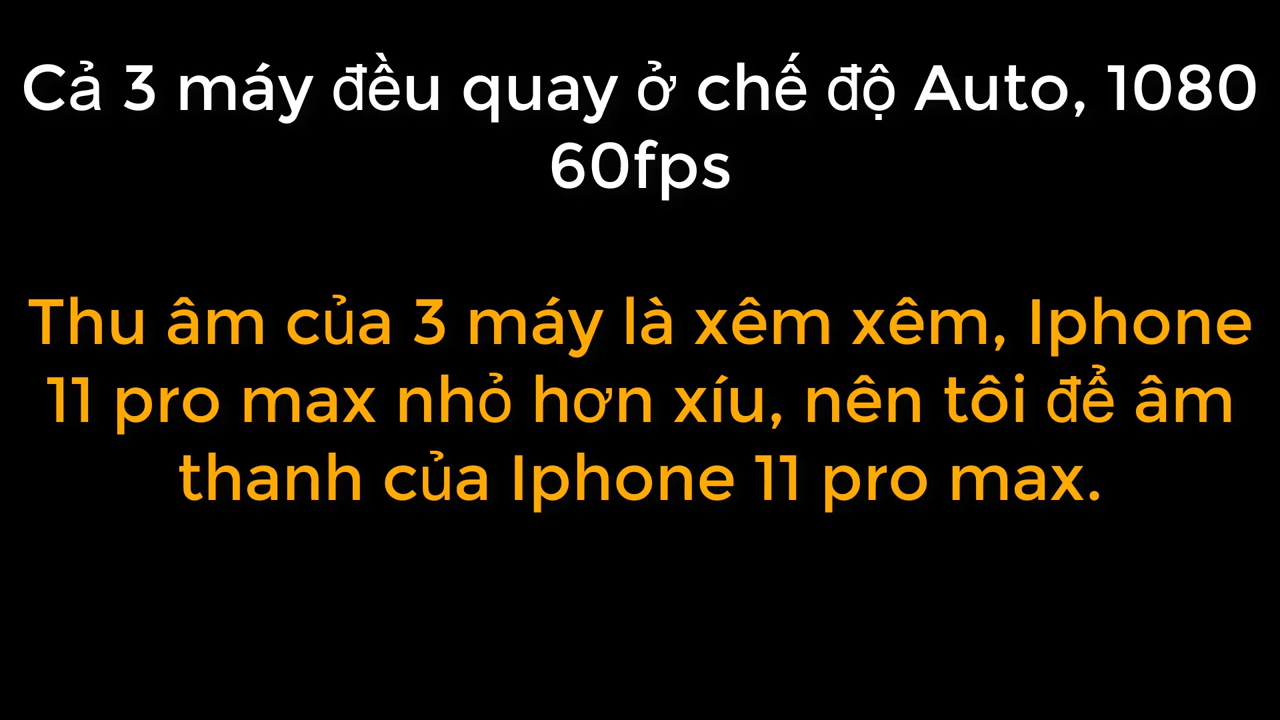 Cả 3 máy đều quay ở chế độ Auto, 1080
60fps
Thu âm của 3 máy là xêm xêm, Iphone
11 pro max nhỏ hơn xíu, nên tôi để âm
thanh của Iphone 11 pro max.